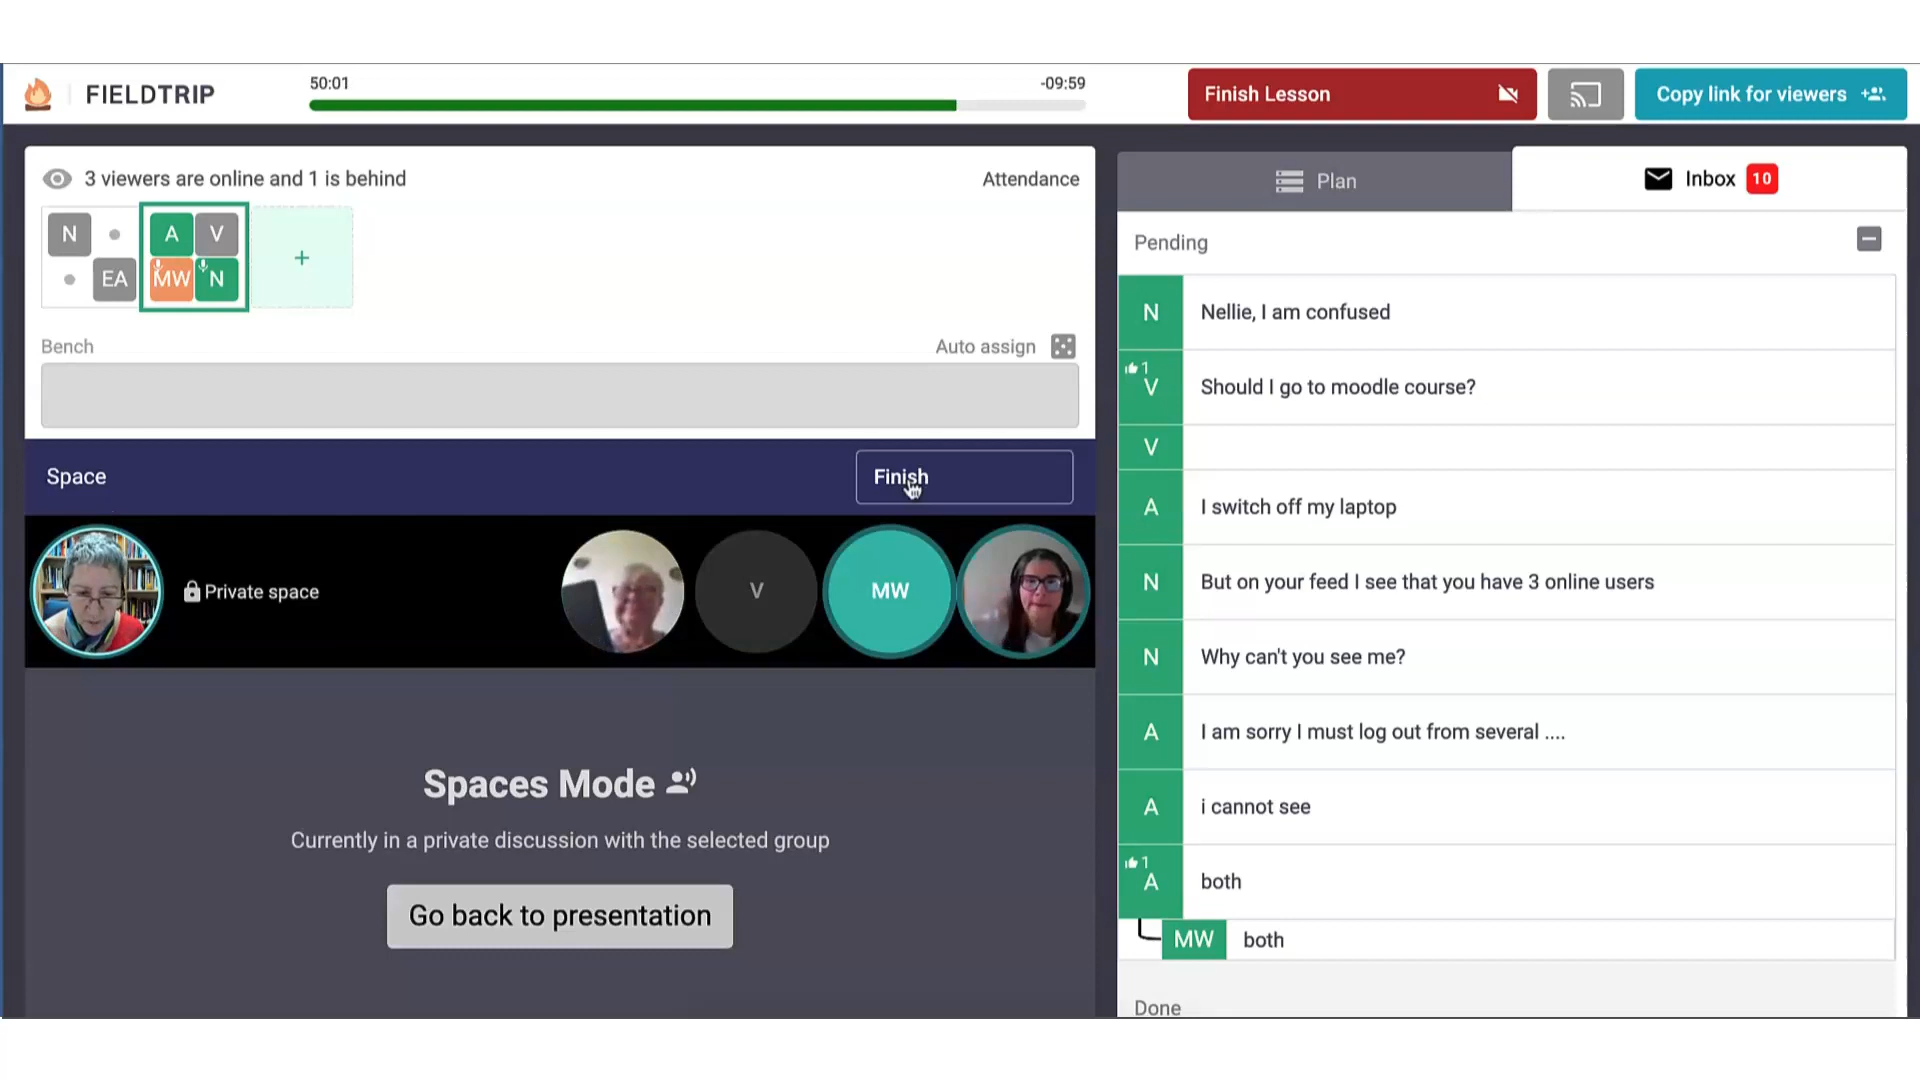 FIELDTRIP
50:01
-09:59
Finish Lesson
Copy link for viewers
3 viewers are online and 1 is behind
Attendance
N
A V
EA
MW N
+
Bench
Auto assign
Space
Finish
Private space
V
MW
Spaces Mode
Currently in a private discussion with the selected group
Go back to presentation
Plan
Inbox 10
Pending
N Nellie, I am confused
1
V Should I go to moodle course?
V
A I switch off my laptop
N But on your feed I see that you have 3 online users
N Why can't you see me?
A I am sorry I must log out from several ....
A i cannot see
1
A both
MW both
Done